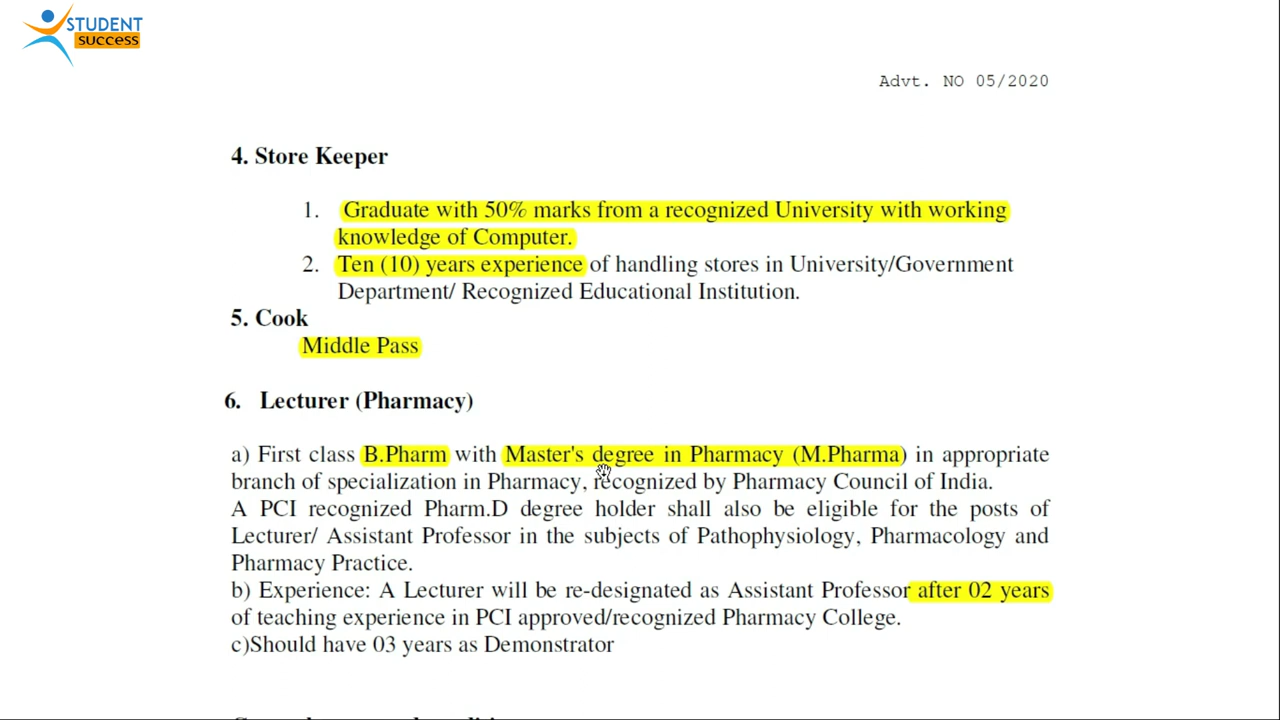 STUDENT
success
Advt. NO 05/2020
4. Store Keeper
1. Graduate with 50% marks from a recognized University with working
knowledge of Computer.
2. Ten (10) years experience of handling stores in University/Government
Department/ Recognized Educational Institution.
5. Cook
Middle Pass
6. Lecturer (Pharmacy)
a) First class B.Pharm with Master's degree in Pharmacy (M.Pharma) in appropriate
branch of specialization in Pharmacy, recognized by Pharmacy Council of India.
A PCI recognized Pharm.D degree holder shall also be eligible for the posts of
Lecturer/ Assistant Professor in the subjects of Pathophysiology, Pharmacology and
Pharmacy Practice.
b) Experience: A Lecturer will be re-designated as Assistant Professor after 02 years
of teaching experience in PCI approved/recognized Pharmacy College.
c)Should have 03 years as Demonstrator